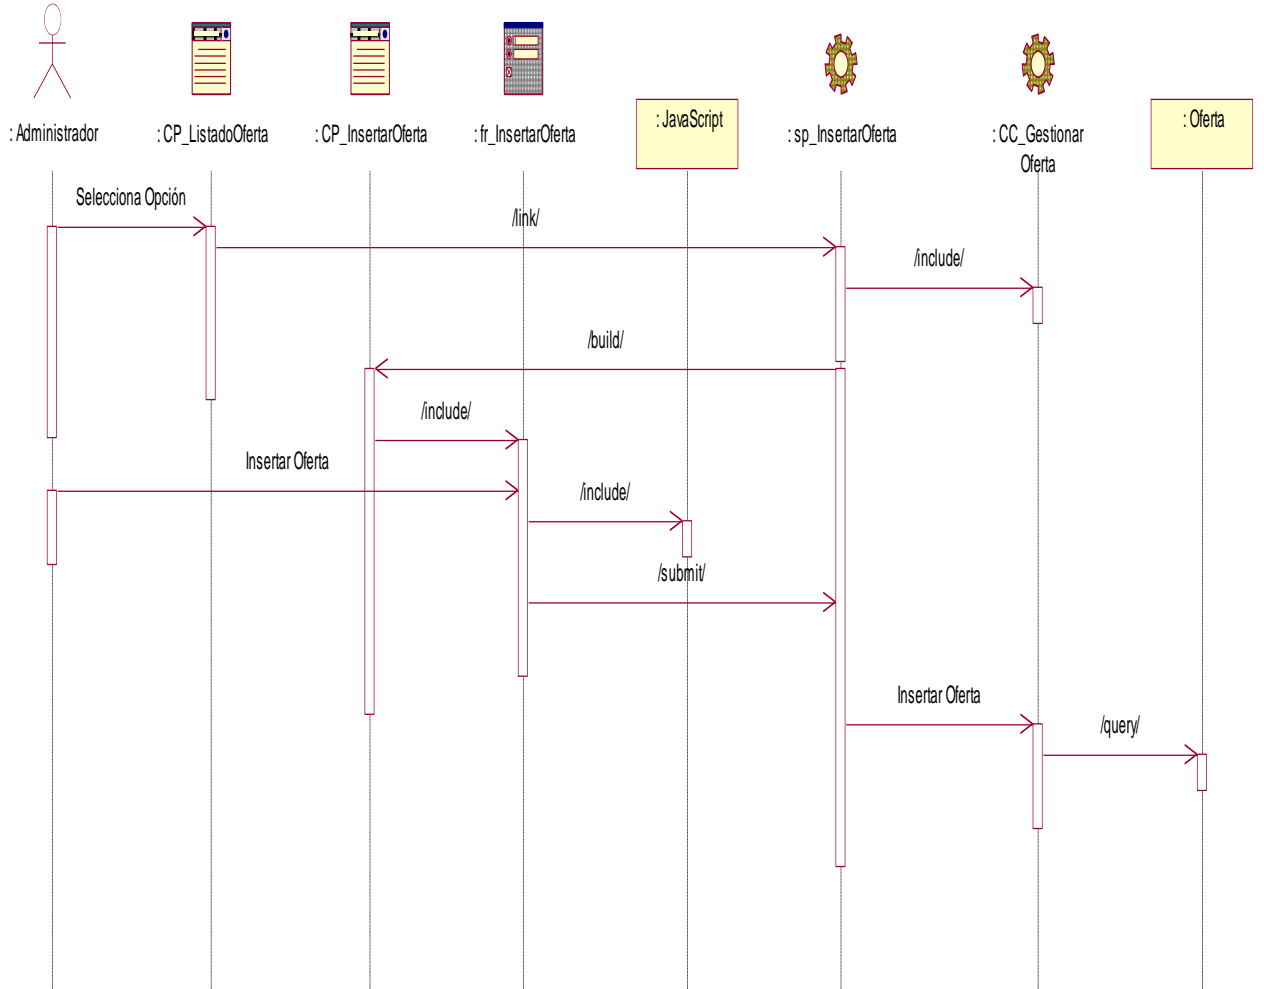 : Administrador
: CP_ListadoOferta
: CP_InsertarOferta
: fr_InsertarOferta
: JavaScript
: sp_InsertarOferta
: CC_Gestionar
Oferta
: Oferta
Selecciona Opción
/link/
/include/
/build/
/include/
Insertar Oferta
/include/
/submit/
Insertar Oferta
/query/